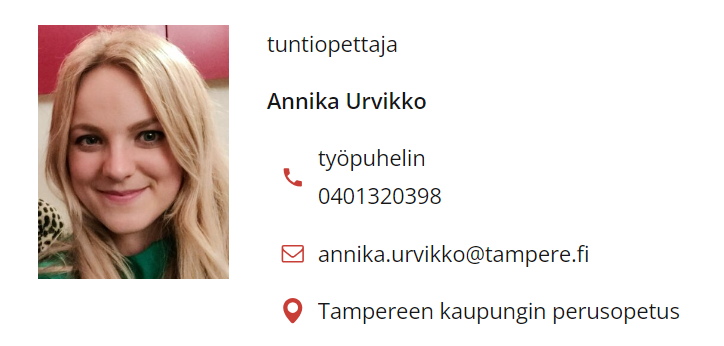 tuntiopettaja
Annika Urvikko
työpuhelin
0401320398
annika.urvikko@tampere.fi
Tampereen kaupungin perusopetus